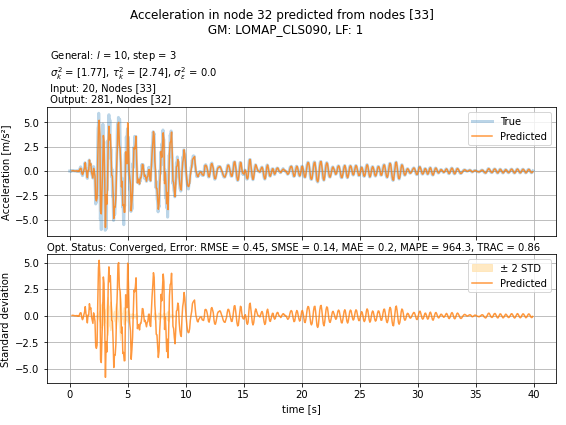 Acceleration in node 32 predicted from nodes [33]
GM: LOMAP_CLS090, LF: 1
General: l = 10, step = 3
σ²ₖ = [1.77], τ²ₖ = [2.74], σ²ε = 0.0
Input: 20, Nodes [33]
Output: 281, Nodes [32]
Acceleration [m/s²]
5.0
2.5
0.0
−2.5
−5.0
True
Predicted
Opt. Status: Converged, Error: RMSE = 0.45, SMSE = 0.14, MAE = 0.2, MAPE = 964.3, TRAC = 0.86
Standard deviation
5.0
2.5
0.0
−2.5
−5.0
± 2 STD
Predicted
0 5 10 15 20 25 30 35 40
time [s]